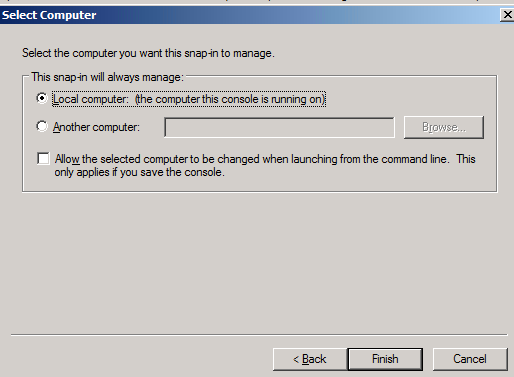 Select Computer
Select the computer you want this snap-in to manage.
This snap-in will always manage:
Local computer: (the computer this console is running on)
Another computer:
Browse...
Allow the selected computer to be changed when launching from the command line. This
only applies if you save the console.
< Back
Finish
Cancel